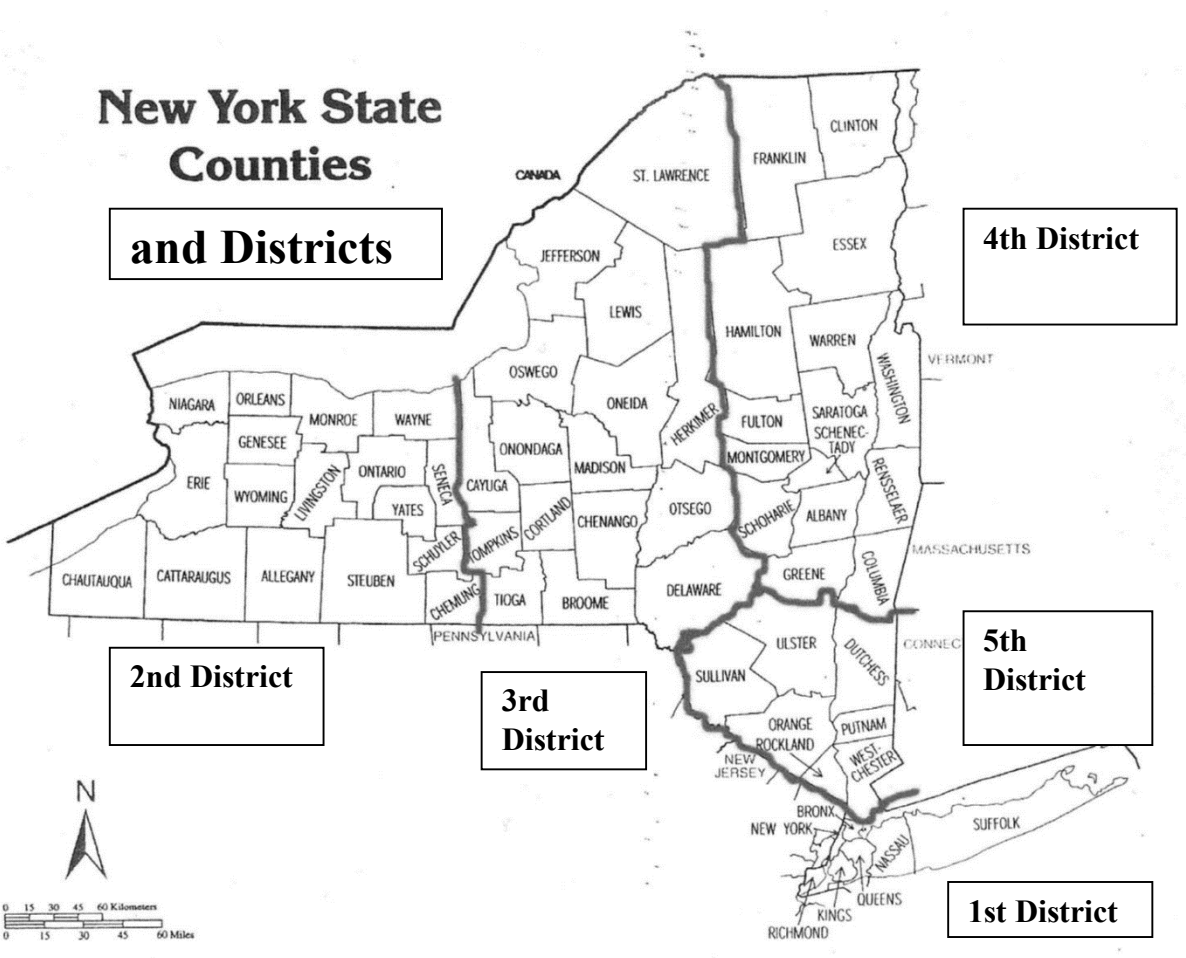 New York State
Counties
and Districts
CANADA
ST. LAWRENCE
FRANKLIN
CLINTON
ESSEX
4th District
JEFFERSON
LEWIS
HAMILTON
WARREN
WASHINGTON
VERMONT
OSWEGO
ONEIDA
HERKIMER
NIAGARA
ORLEANS
MONROE
WAYNE
GENESEE
ONTARIO
SENECA
CAYUGA
ONONDAGA
MADISON
FULTON
SARATOGA
SCHENEC-
TADY
MONTGOMERY
ERIE
WYOMING
LIVINGSTON
YATES
CORTLAND
CHENANGO
OTSEGO
SCHOHARIE
ALBANY
RENSSELAER
MASSACHUSETTS
CHAUTAUQUA
CATTARAUGUS
ALLEGANY
STEUBEN
SCHUYLER
TOMPKINS
CHEMUNG
TIOGA
BROOME
DELAWARE
GREENE
COLUMBIA
PENNSYLVANIA
CONNEC
2nd District
3rd
District
5th
District
ULSTER
DUTCHESS
SULLIVAN
ORANGE
PUTNAM
ROCKLAND
WEST-
CHESTER
NEW
JERSEY
N
BRONX
NEW YORK
NASSAU
SUFFOLK
QUEENS
KINGS
RICHMOND
1st District
0 15 30 45 60 Kilometers
0 15 30 45 60 Miles